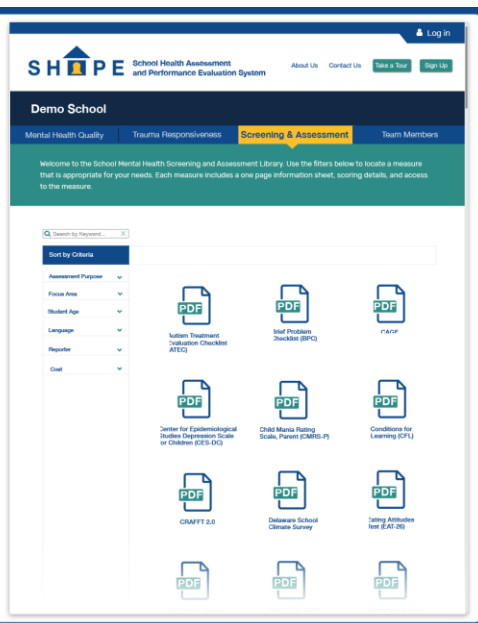 Log in
SHAPE School Health Assessment
and Performance Evaluation System
About Us Contact Us Take a Tour Sign Up
Demo School
Mental Health Quality Trauma Responsiveness Screening & Assessment Team Members
Welcome to the School Mental Health Screening and Assessment Library. Use the filters below to locate a measure
that is appropriate for your needs. Each measure includes a one page information sheet, scoring details, and access
to the measure.
Search by Keyword... X
Sort by Criteria
Assessment Purpose
Focus Area
Student Age
Language
Reporter
Cost
PDF PDF PDF
Autism Treatment
Evaluation Checklist
ATEC)
Brief Problem
Checklist (BPC)
CAGE
PDF PDF PDF
Center for Epidemiological
Studies Depression Scale
for Children (CES-DC)
Child Mania Rating
Scale, Parent (CMRS-P)
Conditions for
Learning (CFL)
PDF PDF PDF
CRAFFT 2.0
Delaware School
Climate Survey
Eating Attitudes
Test (EAT-26)
PDF PDF PDF